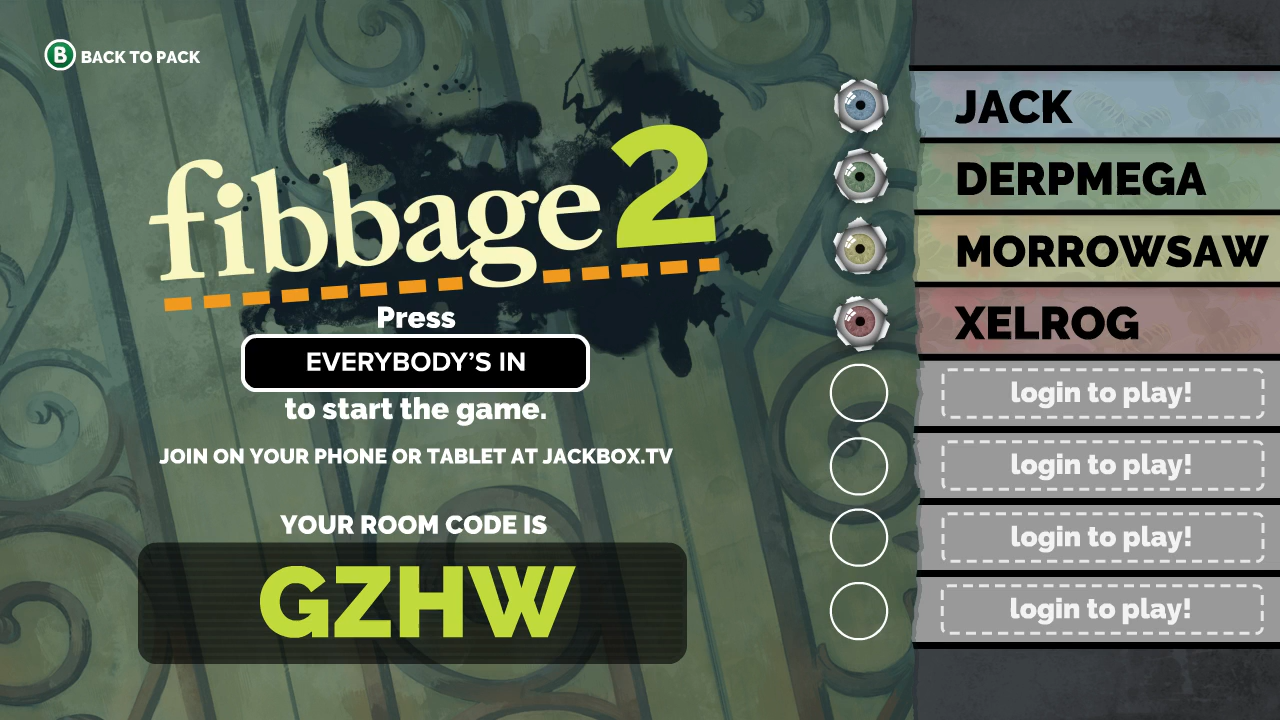 B BACK TO PACK
fibbage 2
Press
EVERYBODY'S IN
to start the game.
JOIN ON YOUR PHONE OR TABLET AT JACKBOX.TV
YOUR ROOM CODE IS
GZHW
JACK
DERPMEGA
MORROWSAW
XELROG
login to play!
login to play!
login to play!
login to play!